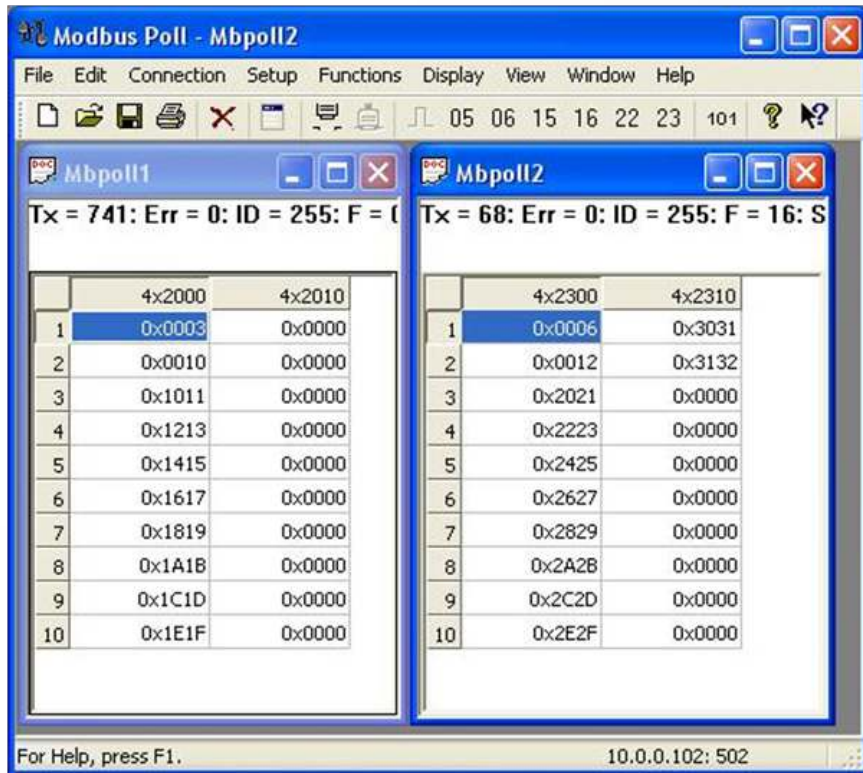 Modbus Poll - Mbpoll2
File Edit Connection Setup Functions Display View Window Help
05 06 15 16 22 23 101
Mbpoll1
Tx = 741: Err = 0: ID = 255: F = 0
4x2000 4x2010
1 0x0003 0x0000
2 0x0010 0x0000
3 0x1011 0x0000
4 0x1213 0x0000
5 0x1415 0x0000
6 0x1617 0x0000
7 0x1819 0x0000
8 0x1A1B 0x0000
9 0x1C1D 0x0000
10 0x1E1F 0x0000
Mbpoll2
Tx = 68: Err = 0: ID = 255: F = 16: S
4x2300 4x2310
1 0x0006 0x3031
2 0x0012 0x3132
3 0x2021 0x0000
4 0x2223 0x0000
5 0x2425 0x0000
6 0x2627 0x0000
7 0x2829 0x0000
8 0x2A2B 0x0000
9 0x2C2D 0x0000
10 0x2E2F 0x0000
For Help, press F1. 10.0.0.102: 502